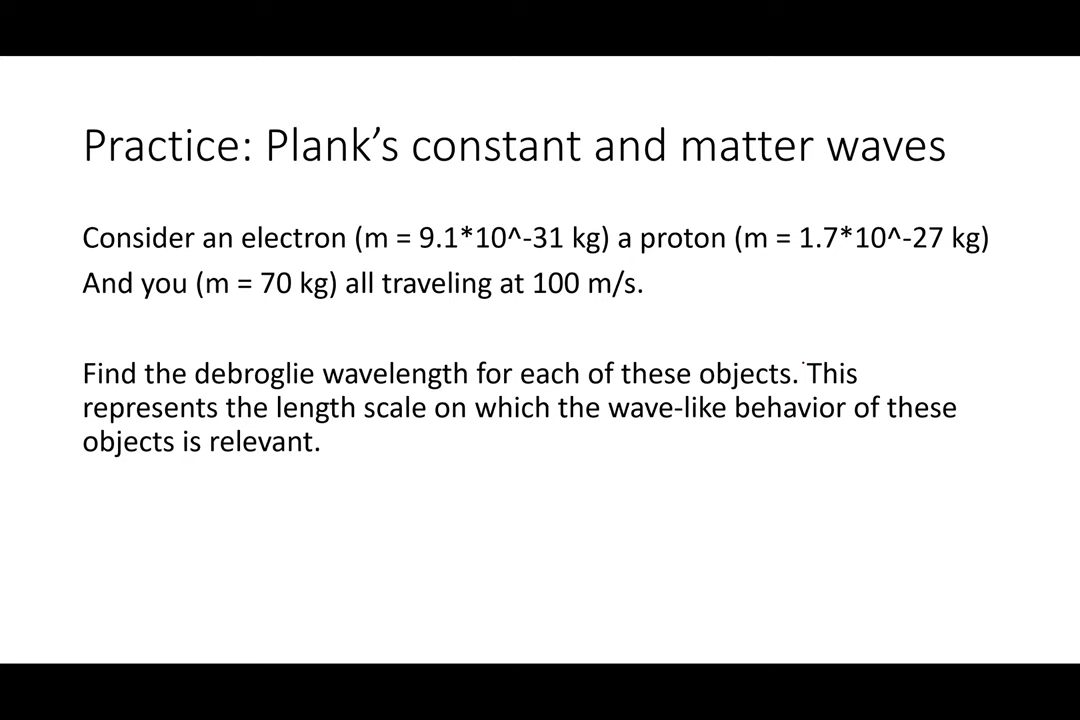 Practice: Plank’s constant and matter waves
Consider an electron (m = 9.1*10^-31 kg) a proton (m = 1.7*10^-27 kg)
And you (m = 70 kg) all traveling at 100 m/s.
Find the debroglie wavelength for each of these objects. This
represents the length scale on which the wave-like behavior of these
objects is relevant.